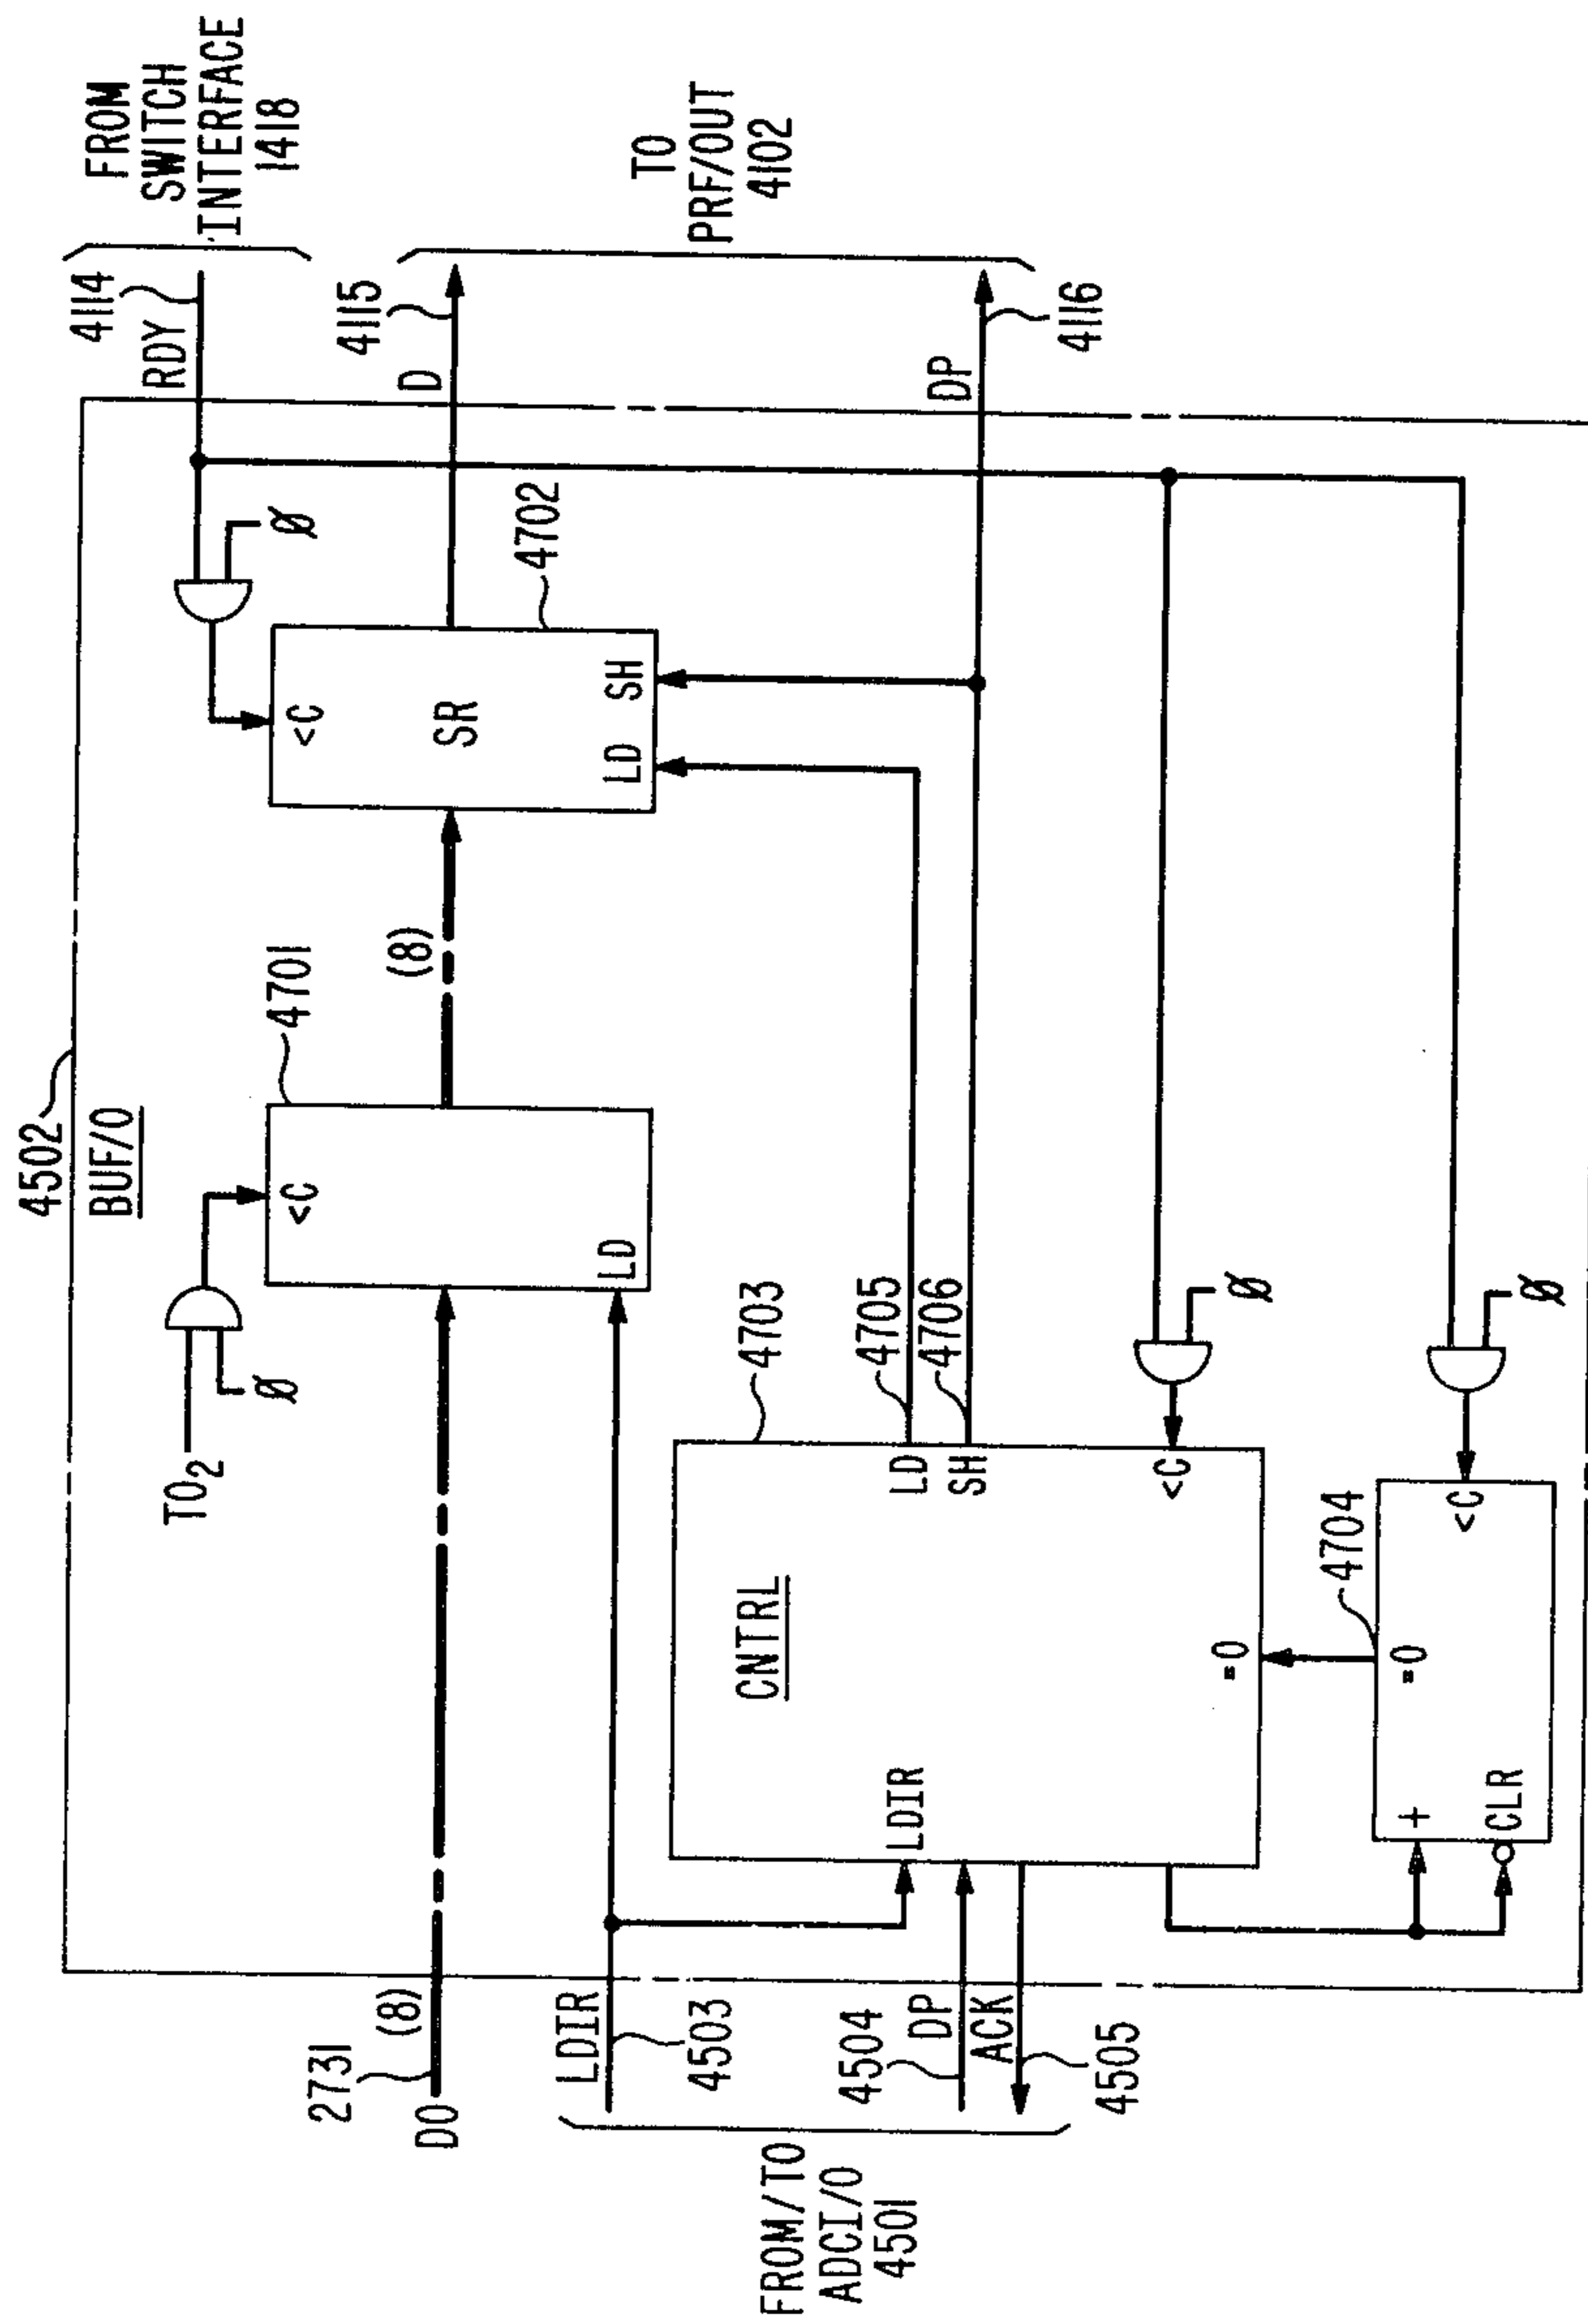 4502
BUF/O
TO2
Ø
<C
LD
4701
(8)
<C
SR
LD
SH
4702
Ø
RDY
4114
FROM
SWITCH
INTERFACE
1418
D
4115
DP
4116
TO
PRF/OUT
4102
2731
(8)
DO
LDIR
4503
4504
DP
ACK
4505
FROM/TO
ADCI/O
4501
4703
CNTRL
LDIR
LD
SH
<C
=0
4705
4706
Ø
4704
=0
+
CLR
<C
Ø